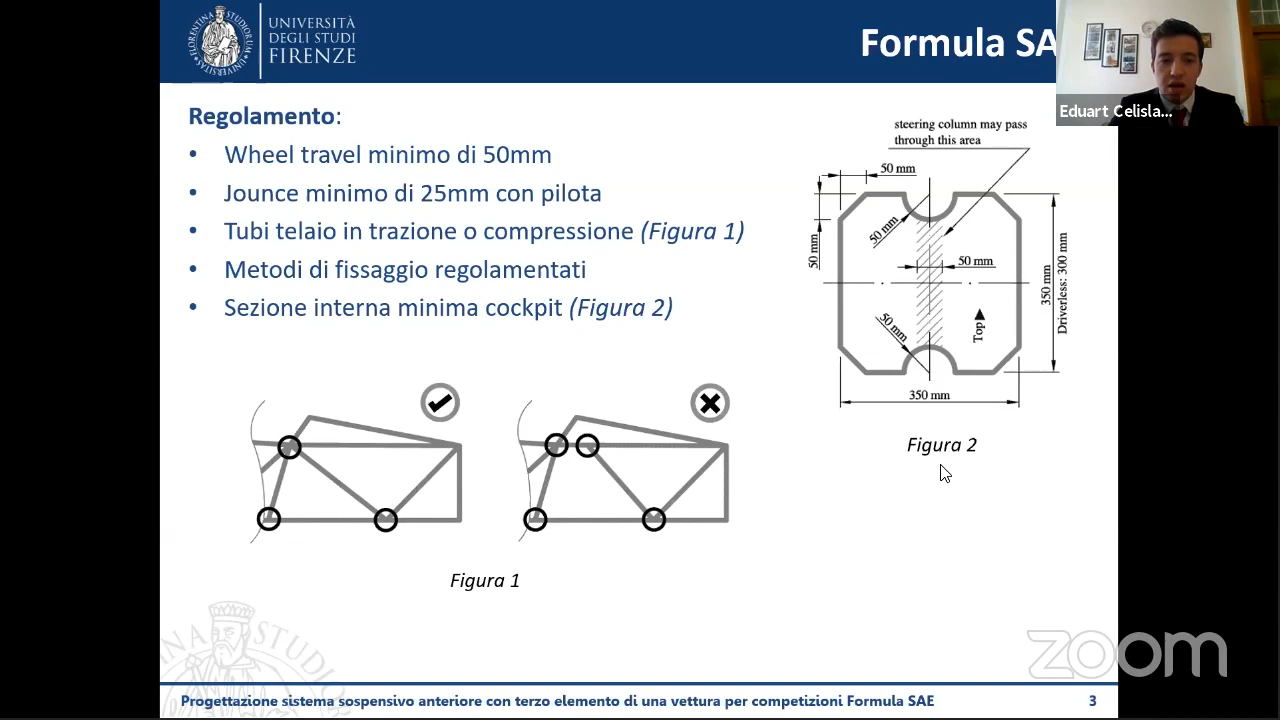 UNIVERSITÀ
DEGLI STUDI
FIRENZE
Formula SA
Eduart Celisla...
Regolamento:
• Wheel travel minimo di 50mm
• Jounce minimo di 25mm con pilota
• Tubi telaio in trazione o compressione (Figura 1)
• Metodi di fissaggio regolamentati
• Sezione interna minima cockpit (Figura 2)
steering column may pass
through this area
50 mm
50 mm
50 mm
50 mm
50 mm
Top
350 mm
Driverless: 300 mm
350 mm
Figura 2
Figura 1
zoom
Progettazione sistema sospensivo anteriore con terzo elemento di una vettura per competizioni Formula SAE
3